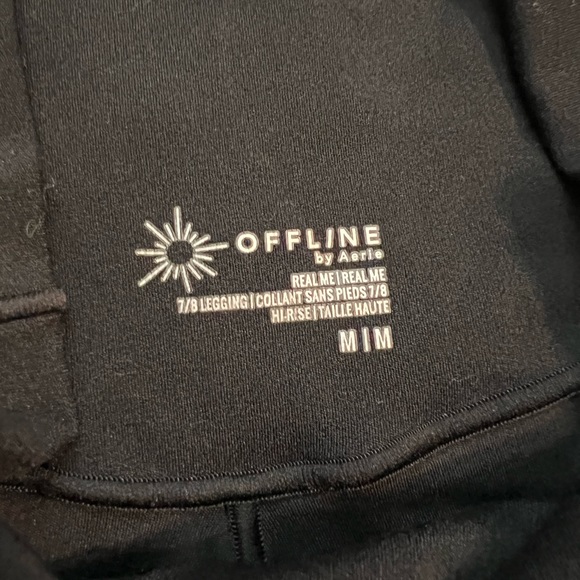 OFFLINE
by Aerie
REAL ME | REAL ME
7/8 LEGGING | COLLANT SANS PIEDS 7/8
HI-RISE | TAILLE HAUTE
M | M